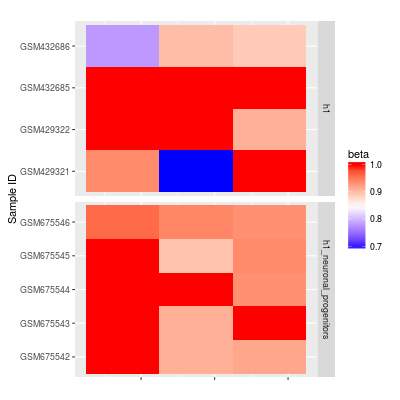 Sample ID
GSM432686
GSM432685
GSM429322
GSM429321
h1
GSM675546
GSM675545
GSM675544
GSM675543
GSM675542
h1_neuronal_progenitors
beta
1.0
0.9
0.8
0.7